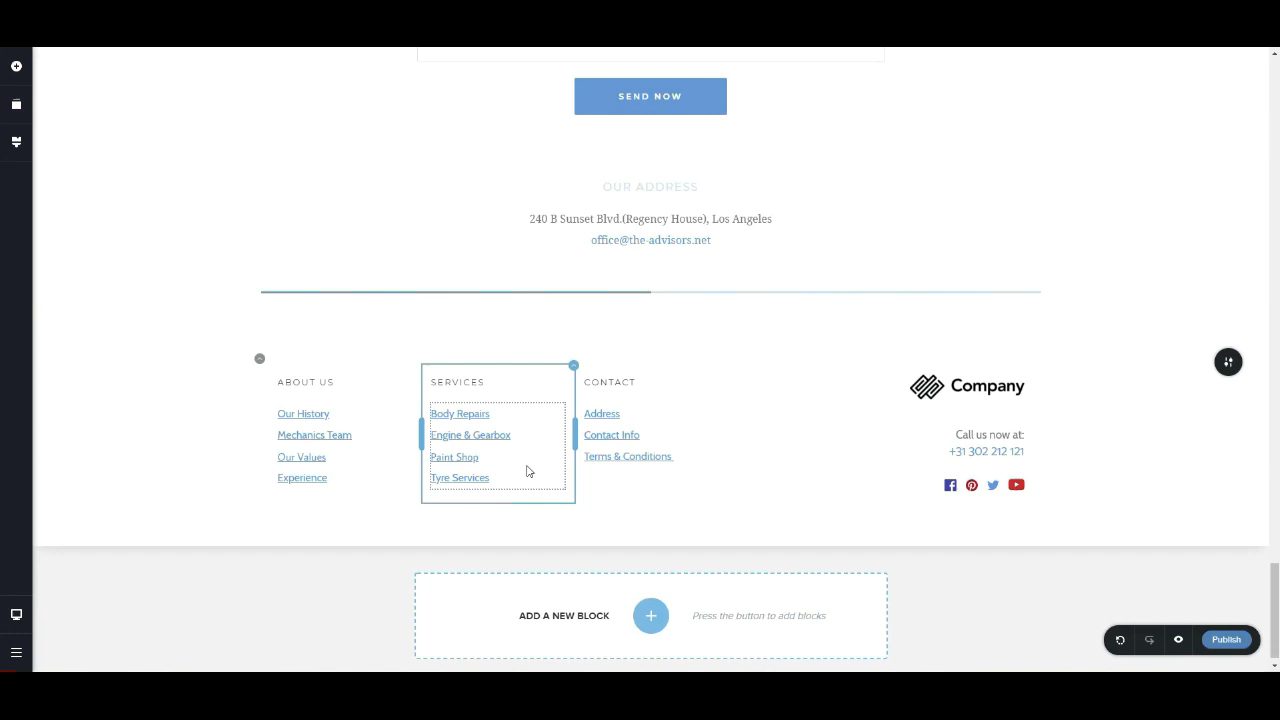 SEND NOW
OUR ADDRESS
240 B Sunset Blvd.(Regency House), Los Angeles
office@the-advisors.net
ABOUT US
Our History
Mechanics Team
Our Values
Experience
SERVICES
Body Repairs
Engine & Gearbox
Paint Shop
Tyre Services
CONTACT
Address
Contact Info
Terms & Conditions
Company
Call us now at:
+31 302 212 121
ADD A NEW BLOCK
Press the button to add blocks
Publish